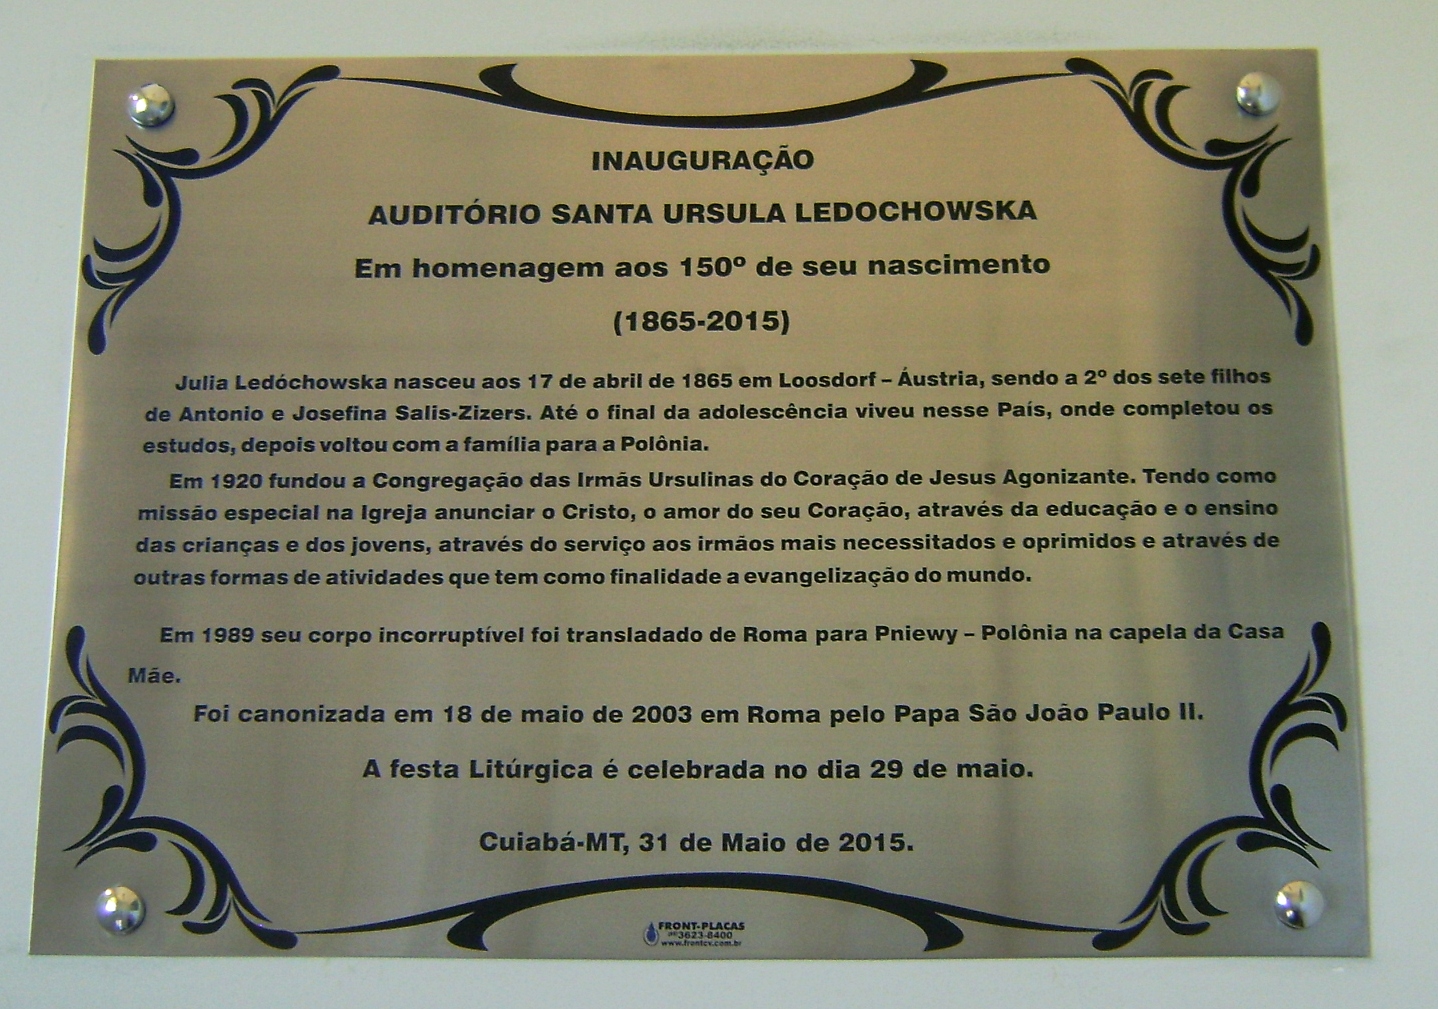 INAUGURAÇÃO
AUDITÓRIO SANTA URSULA LEDOCHOWSKA
Em homenagem aos 150º de seu nascimento
(1865-2015)
Julia Ledóchowska nasceu aos 17 de abril de 1865 em Loosdorf – Áustria, sendo a 2º dos sete filhos
de Antonio e Josefina Salis-Zizers. Até o final da adolescência viveu nesse País, onde completou os
estudos, depois voltou com a família para a Polônia.
Em 1920 fundou a Congregação das Irmãs Ursulinas do Coração de Jesus Agonizante. Tendo como
missão especial na Igreja anunciar o Cristo, o amor do seu Coração, através da educação e o ensino
das crianças e dos jovens, através do serviço aos irmãos mais necessitados e oprimidos e através de
outras formas de atividades que tem como finalidade a evangelização do mundo.
Em 1989 seu corpo incorruptível foi transladado de Roma para Pniewy – Polônia na capela da Casa
Mãe.
Foi canonizada em 18 de maio de 2003 em Roma pelo Papa São João Paulo II.
A festa Litúrgica é celebrada no dia 29 de maio.
Cuiabá-MT, 31 de Maio de 2015.
FRONT-PLACAS
3623-8400
www.frontcv.com.br